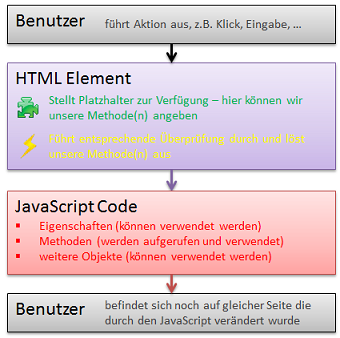 Benutzer führt Aktion aus, z.B. Klick, Eingabe, ...
HTML Element
Stellt Platzhalter zur Verfügung – hier können wir
unsere Methode(n) angeben
Führt entsprechende Überprüfung durch und löst
unsere Methode(n) aus
JavaScript Code
Eigenschaften (können verwendet werden)
Methoden (werden aufgerufen und verwendet)
weitere Objekte (können verwendet werden)
Benutzer befindet sich noch auf gleicher Seite die
durch den JavaScript verändert wurde